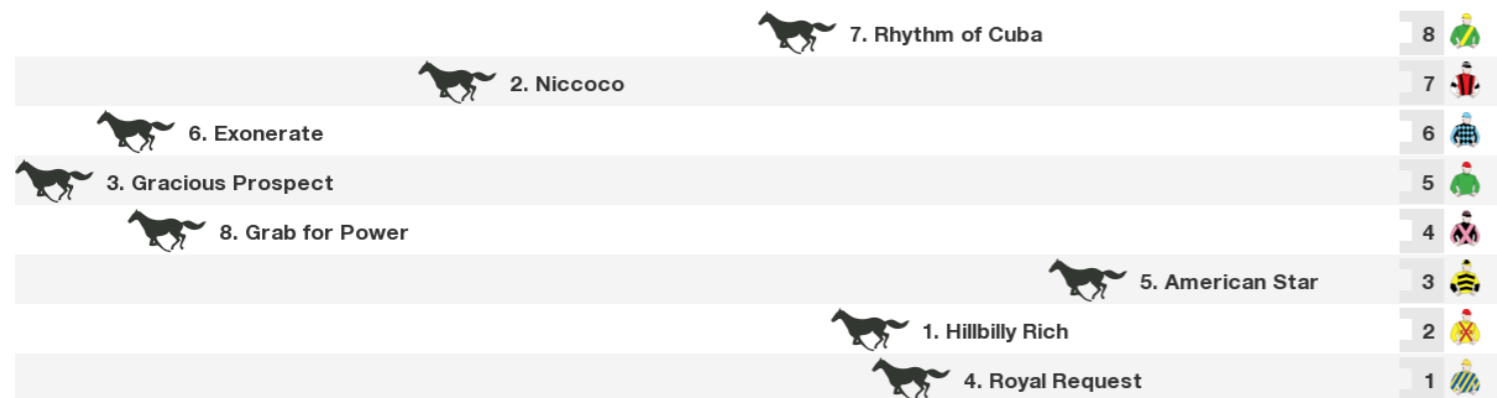 7. Rhythm of Cuba 8
2. Niccoco 7
6. Exonerate 6
3. Gracious Prospect 5
8. Grab for Power 4
5. American Star 3
1. Hillbilly Rich 2
4. Royal Request 1